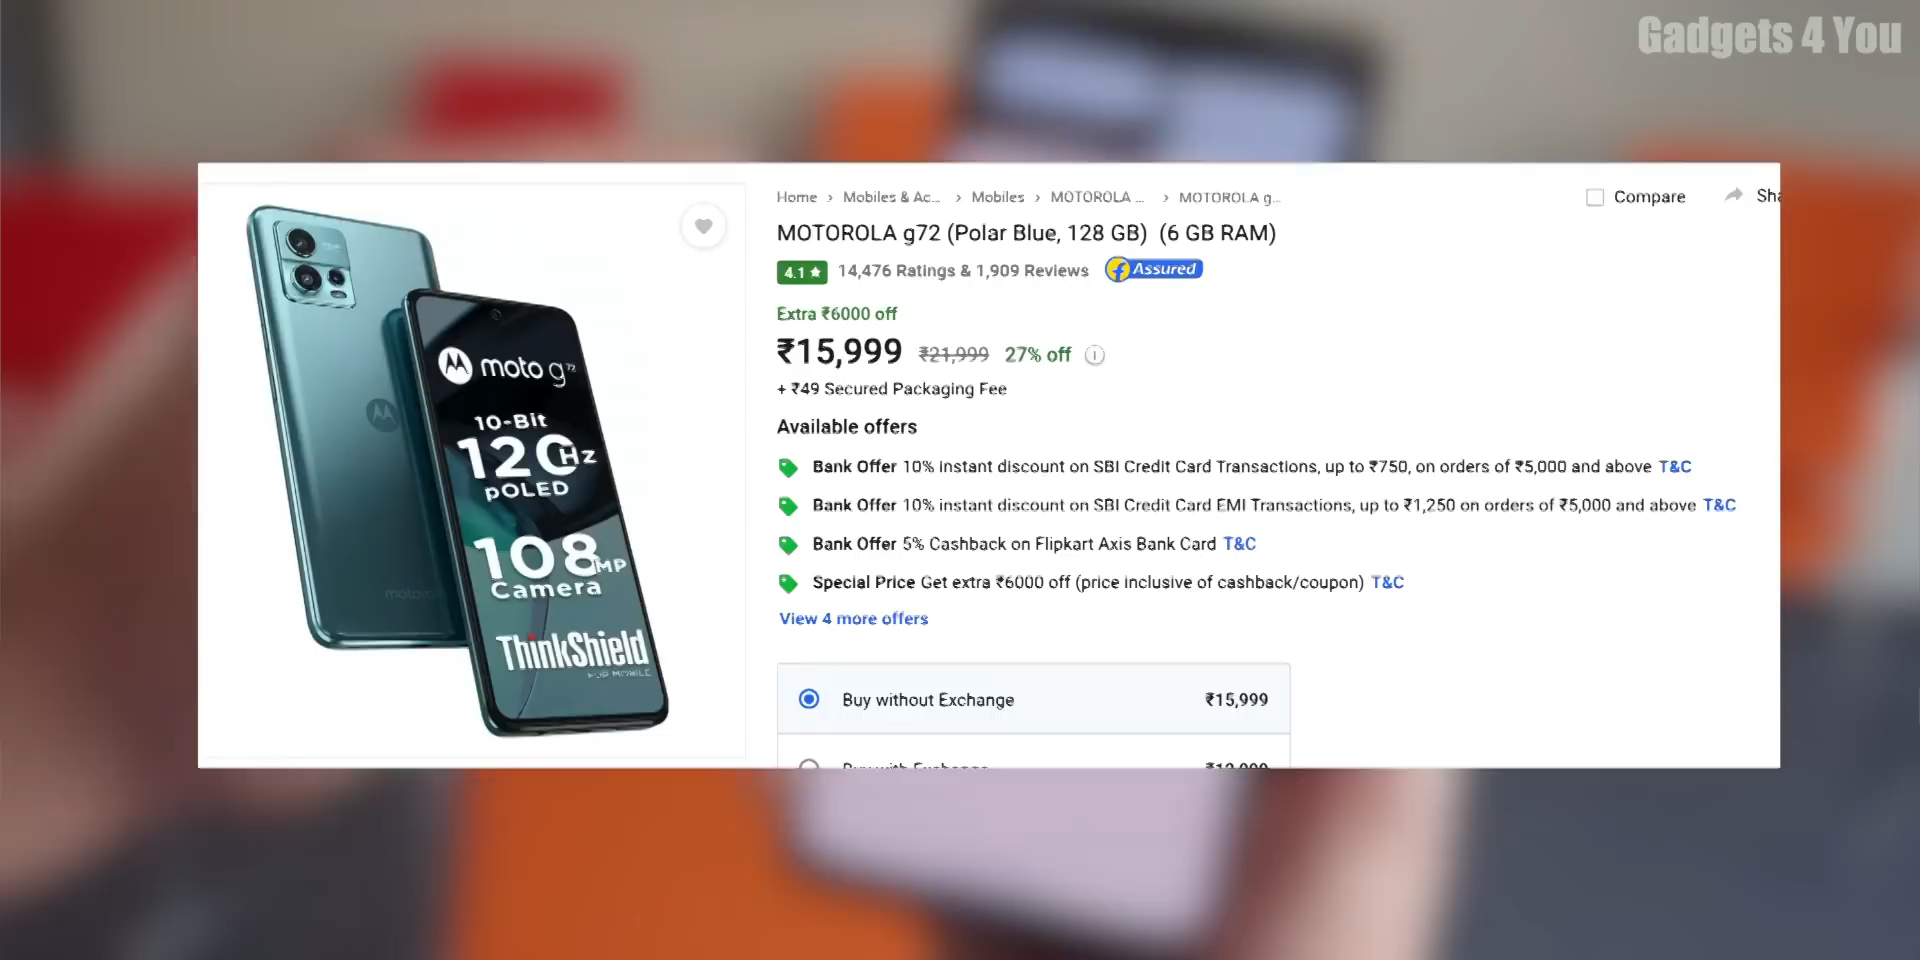 Gadgets 4 You
Home › Mobiles & Ac... › Mobiles › MOTOROLA ... › MOTOROLA g...
Compare
MOTOROLA g72 (Polar Blue, 128 GB) (6 GB RAM)
4.1★ 14,476 Ratings & 1,909 Reviews Assured
Extra ₹6000 off
₹15,999 ₹21,999 27% off
+ ₹49 Secured Packaging Fee
Available offers
Bank Offer 10% instant discount on SBI Credit Card Transactions, up to ₹750, on orders of ₹5,000 and above T&C
Bank Offer 10% instant discount on SBI Credit Card EMI Transactions, up to ₹1,250 on orders of ₹5,000 and above T&C
Bank Offer 5% Cashback on Flipkart Axis Bank Card T&C
Special Price Get extra ₹6000 off (price inclusive of cashback/coupon) T&C
View 4 more offers
Buy without Exchange ₹15,999
Buy with Exchange
moto g72
10-Bit
120Hz
pOLED
108MP
Camera
ThinkShield
FOR MOBILE